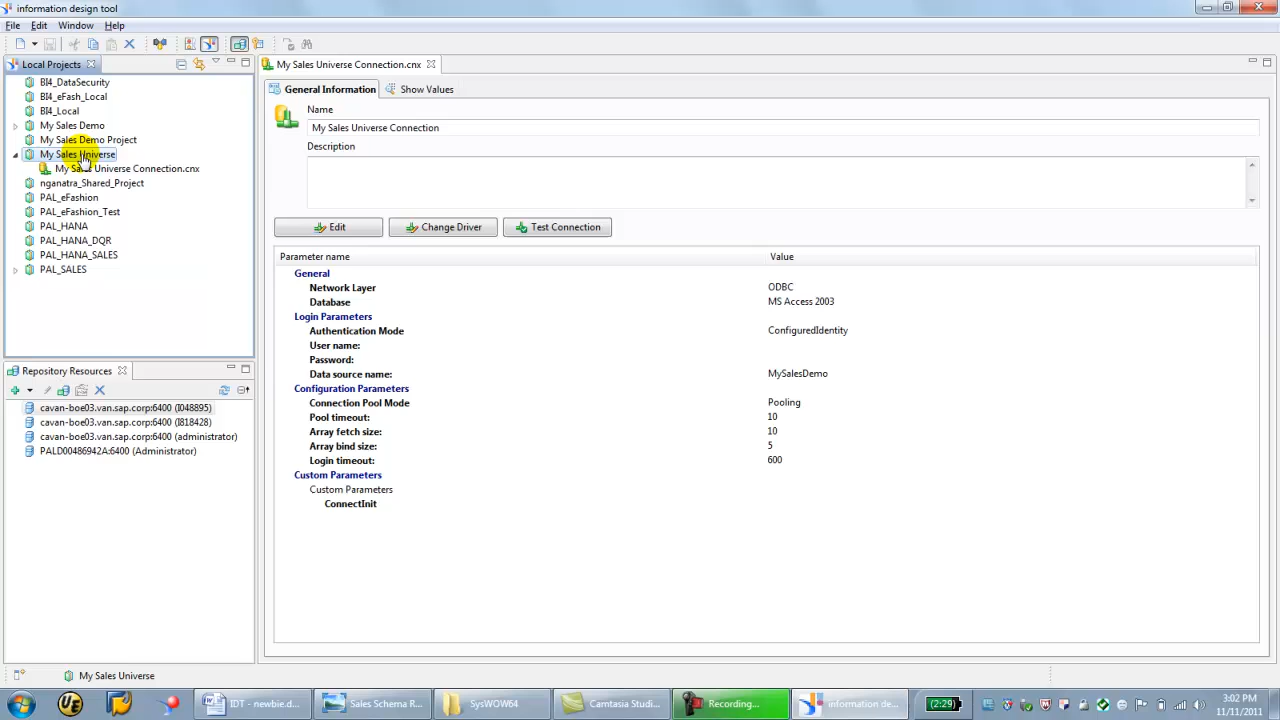 information design tool
File Edit Window Help
Local Projects
BI4_DataSecurity
BI4_eFash_Local
BI4_Local
My Sales Demo
My Sales Demo Project
My Sales Universe
My Sales Universe Connection.cnx
nganatra_Shared_Project
PAL_eFashion
PAL_eFashion_Test
PAL_HANA
PAL_HANA_DQR
PAL_HANA_SALES
PAL_SALES
Repository Resources
cavan-boe03.van.sap.corp:6400 (I048895)
cavan-boe03.van.sap.corp:6400 (I818428)
cavan-boe03.van.sap.corp:6400 (administrator)
PALD00486942A:6400 (Administrator)
My Sales Universe Connection.cnx
General Information Show Values
Name
My Sales Universe Connection
Description
Edit Change Driver Test Connection
Parameter name Value
General
Network Layer ODBC
Database MS Access 2003
Login Parameters
Authentication Mode ConfiguredIdentity
User name:
Password:
Data source name: MySalesDemo
Configuration Parameters
Connection Pool Mode Pooling
Pool timeout: 10
Array fetch size: 10
Array bind size: 5
Login timeout: 600
Custom Parameters
Custom Parameters
ConnectInit
My Sales Universe
IDT - newbie.d... Sales Schema R... SysWOW64 Camtasia Studi... Recording... information de... (2:29)
3:02 PM
11/11/2011